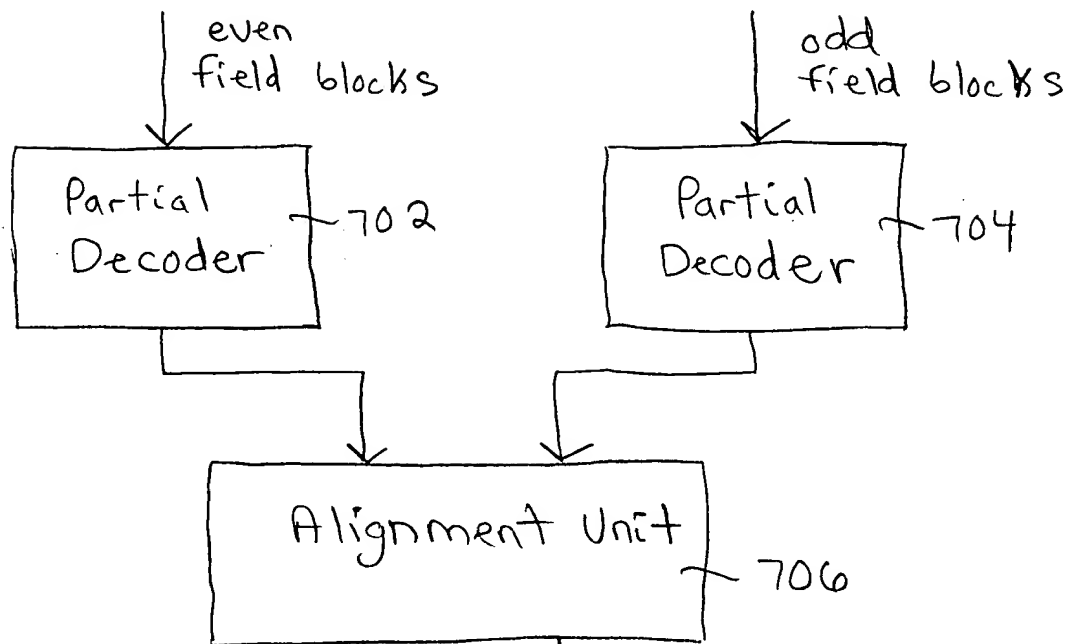 even
field blocks
odd
field blocks
Partial
Decoder
702
Partial
Decoder
704
Alignment Unit
706